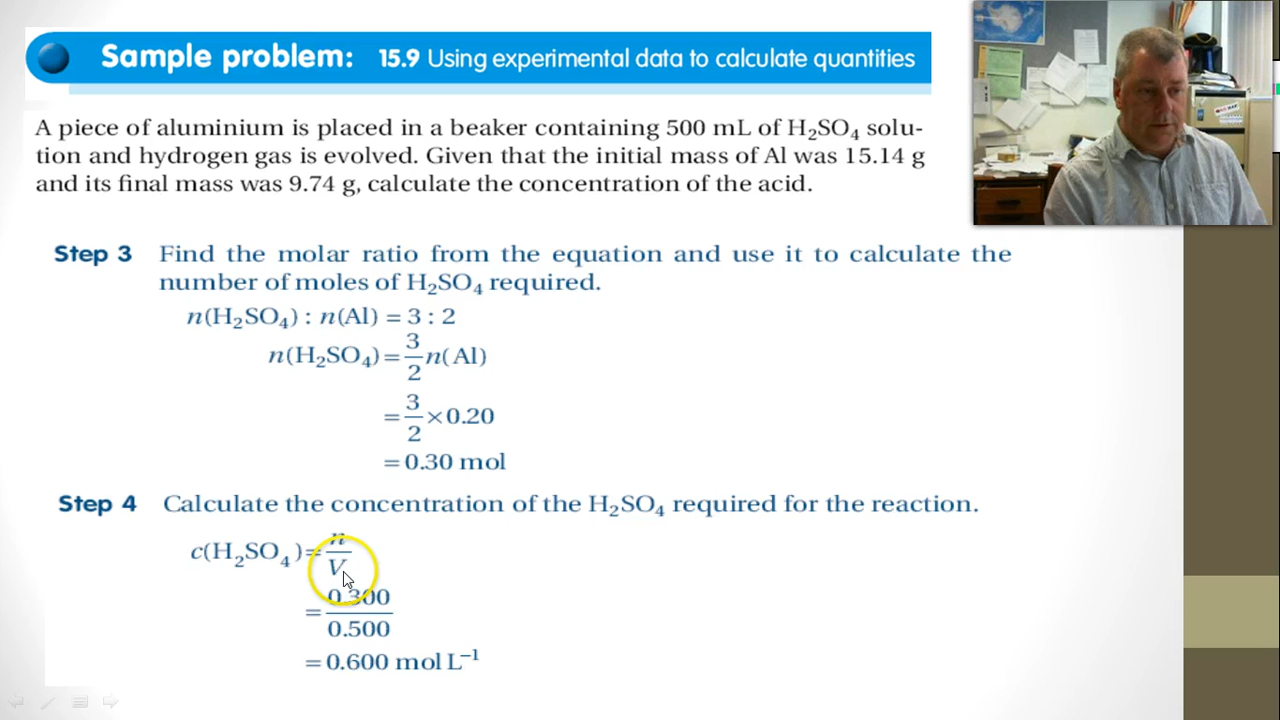 Sample problem: 15.9 Using experimental data to calculate quantities
A piece of aluminium is placed in a beaker containing 500 mL of H₂SO₄ solu-
tion and hydrogen gas is evolved. Given that the initial mass of Al was 15.14 g
and its final mass was 9.74 g, calculate the concentration of the acid.
Step 3 Find the molar ratio from the equation and use it to calculate the
number of moles of H₂SO₄ required.
n(H₂SO₄) : n(Al) = 3 : 2
n(H₂SO₄) = 3/2 n(Al)
= 3/2 × 0.20
= 0.30 mol
Step 4 Calculate the concentration of the H₂SO₄ required for the reaction.
c(H₂SO₄) = n/V
= 0.300/0.500
= 0.600 mol L⁻¹